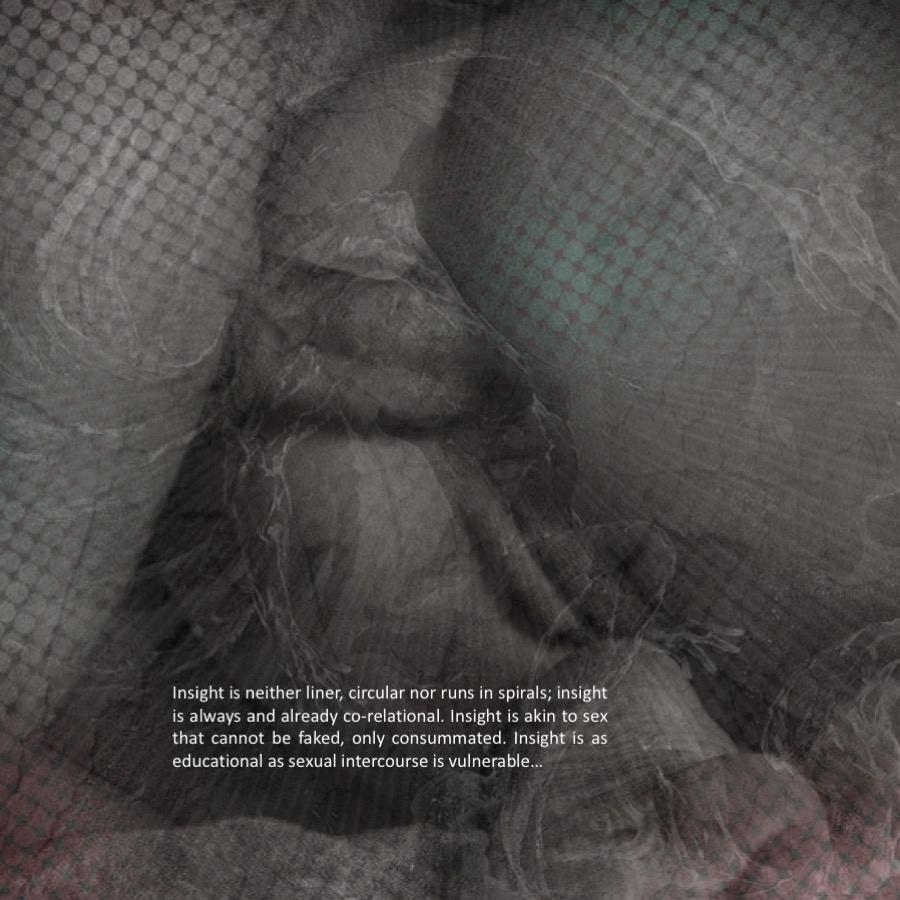 Insight is neither liner, circular nor runs in spirals; insight
is always and already co-relational. Insight is akin to sex
that cannot be faked, only consummated. Insight is as
educational as sexual intercourse is vulnerable…